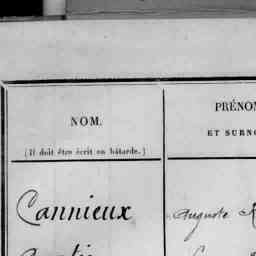 NOM.
PRÉNOM
ET SURNO
(Il doit être écrit en bâtarde.)
Cannieux
Auguste